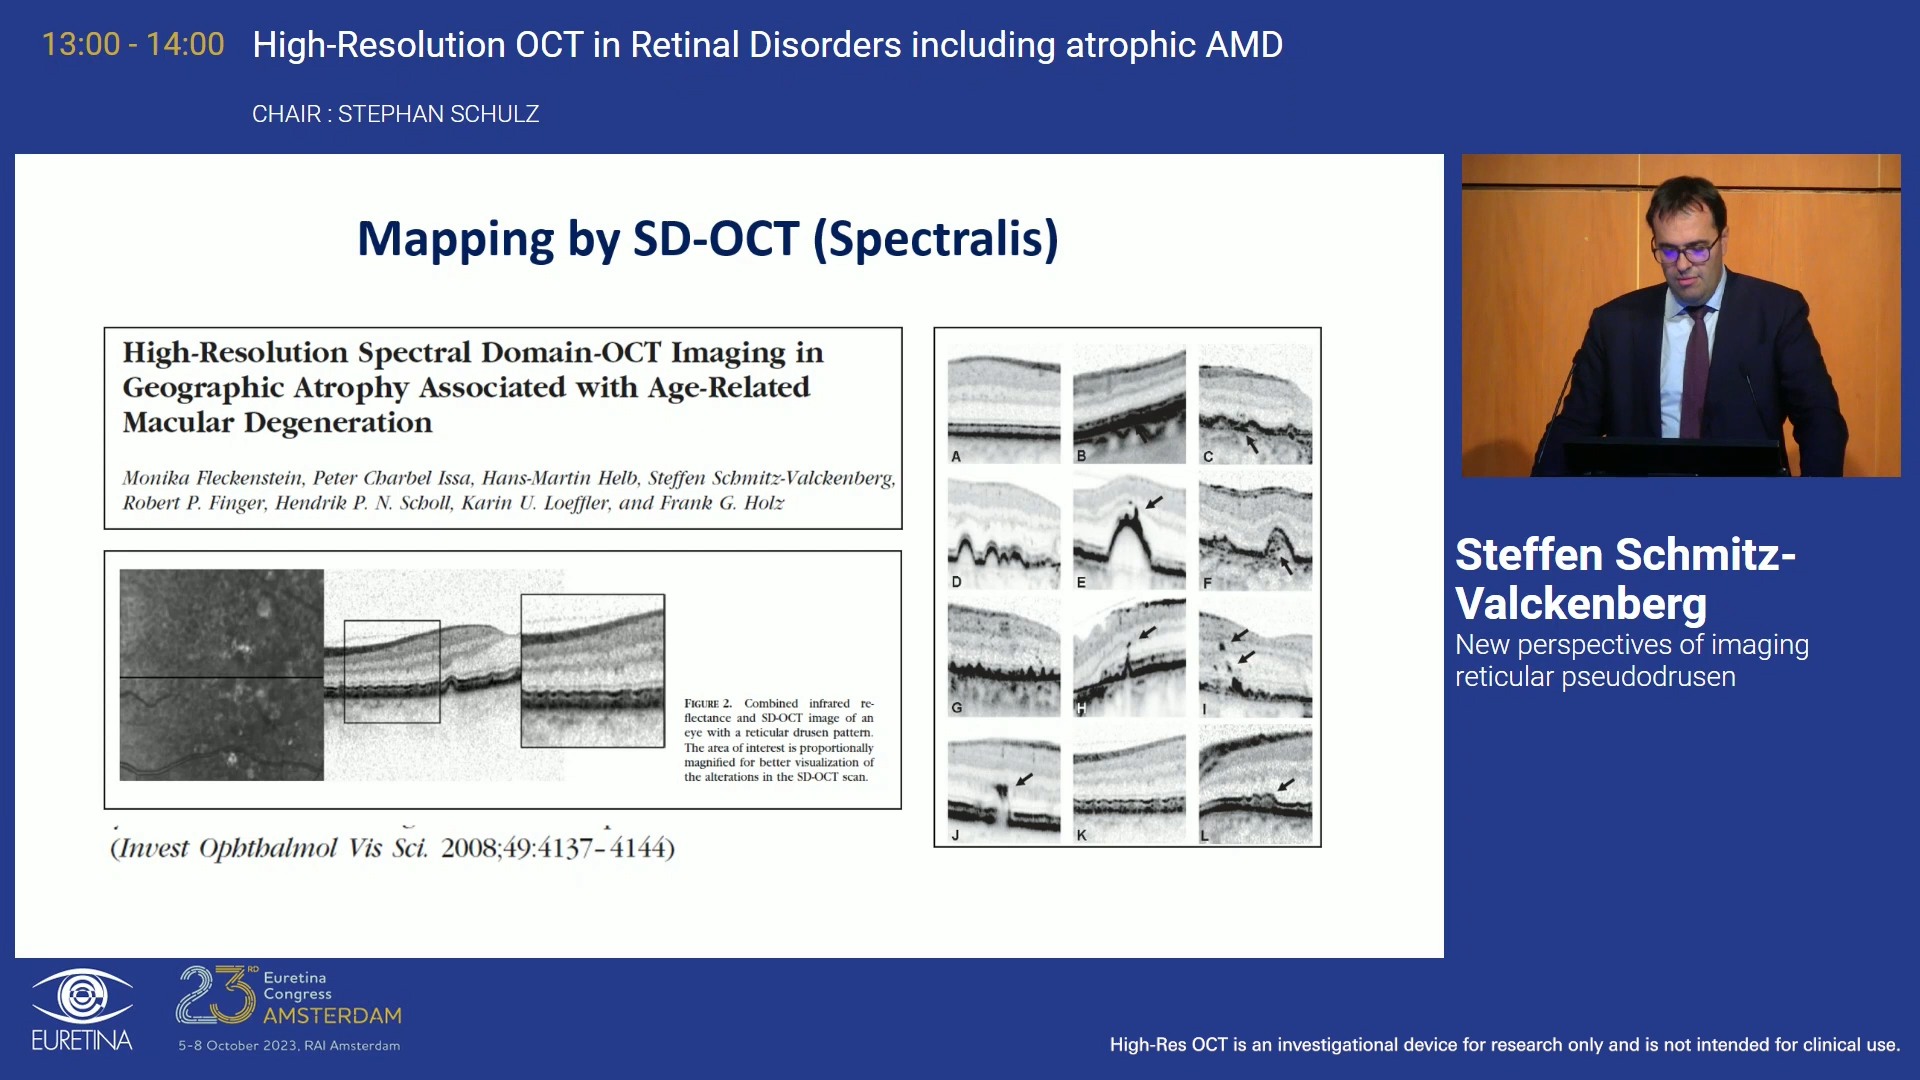 13:00 - 14:00
High-Resolution OCT in Retinal Disorders including atrophic AMD
CHAIR : STEPHAN SCHULZ
Mapping by SD-OCT (Spectralis)
High-Resolution Spectral Domain-OCT Imaging in
Geographic Atrophy Associated with Age-Related
Macular Degeneration
Monika Fleckenstein, Peter Charbel Issa, Hans-Martin Helb, Steffen Schmitz-Valckenberg,
Robert P. Finger, Hendrik P. N. Scholl, Karin U. Loeffler, and Frank G. Holz
FIGURE 2. Combined infrared re-
flectance and SD-OCT image of an
eye with a reticular drusen pattern.
The area of interest is proportionally
magnified for better visualization of
the alterations in the SD-OCT scan.
(Invest Ophthalmol Vis Sci. 2008;49:4137–4144)
A B C
D E F
G H I
J K L
Steffen Schmitz-
Valckenberg
New perspectives of imaging
reticular pseudodrusen
EURETINA
23RD
Euretina
Congress
AMSTERDAM
5-8 October 2023, RAI Amsterdam
High-Res OCT is an investigational device for research only and is not intended for clinical use.